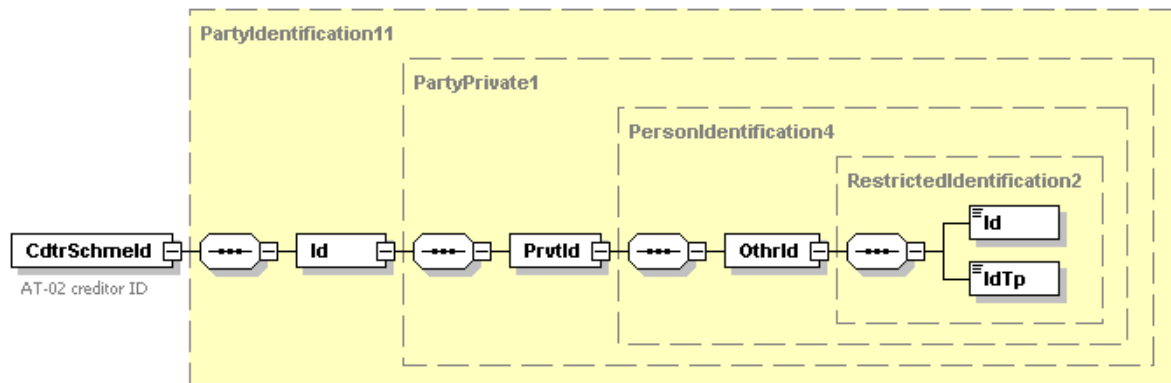 PartyIdentification11
PartyPrivate1
PersonIdentification4
RestrictedIdentification2
CdtrSchmeId
Id
PrvtId
OthrId
Id
IdTp
AT-02 creditor ID